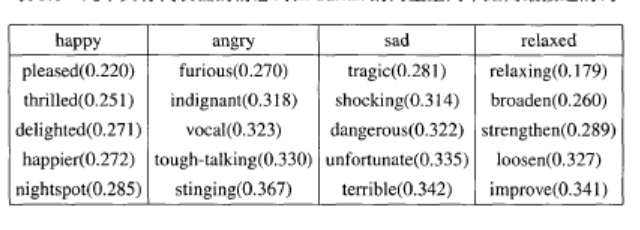 happy angry sad relaxed
pleased(0.220) furious(0.270) tragic(0.281) relaxing(0.179)
thrilled(0.251) indignant(0.318) shocking(0.314) broaden(0.260)
delighted(0.271) vocal(0.323) dangerous(0.322) strengthen(0.289)
happier(0.272) tough-talking(0.330) unfortunate(0.335) loosen(0.327)
nightspot(0.285) stinging(0.367) terrible(0.342) improve(0.341)